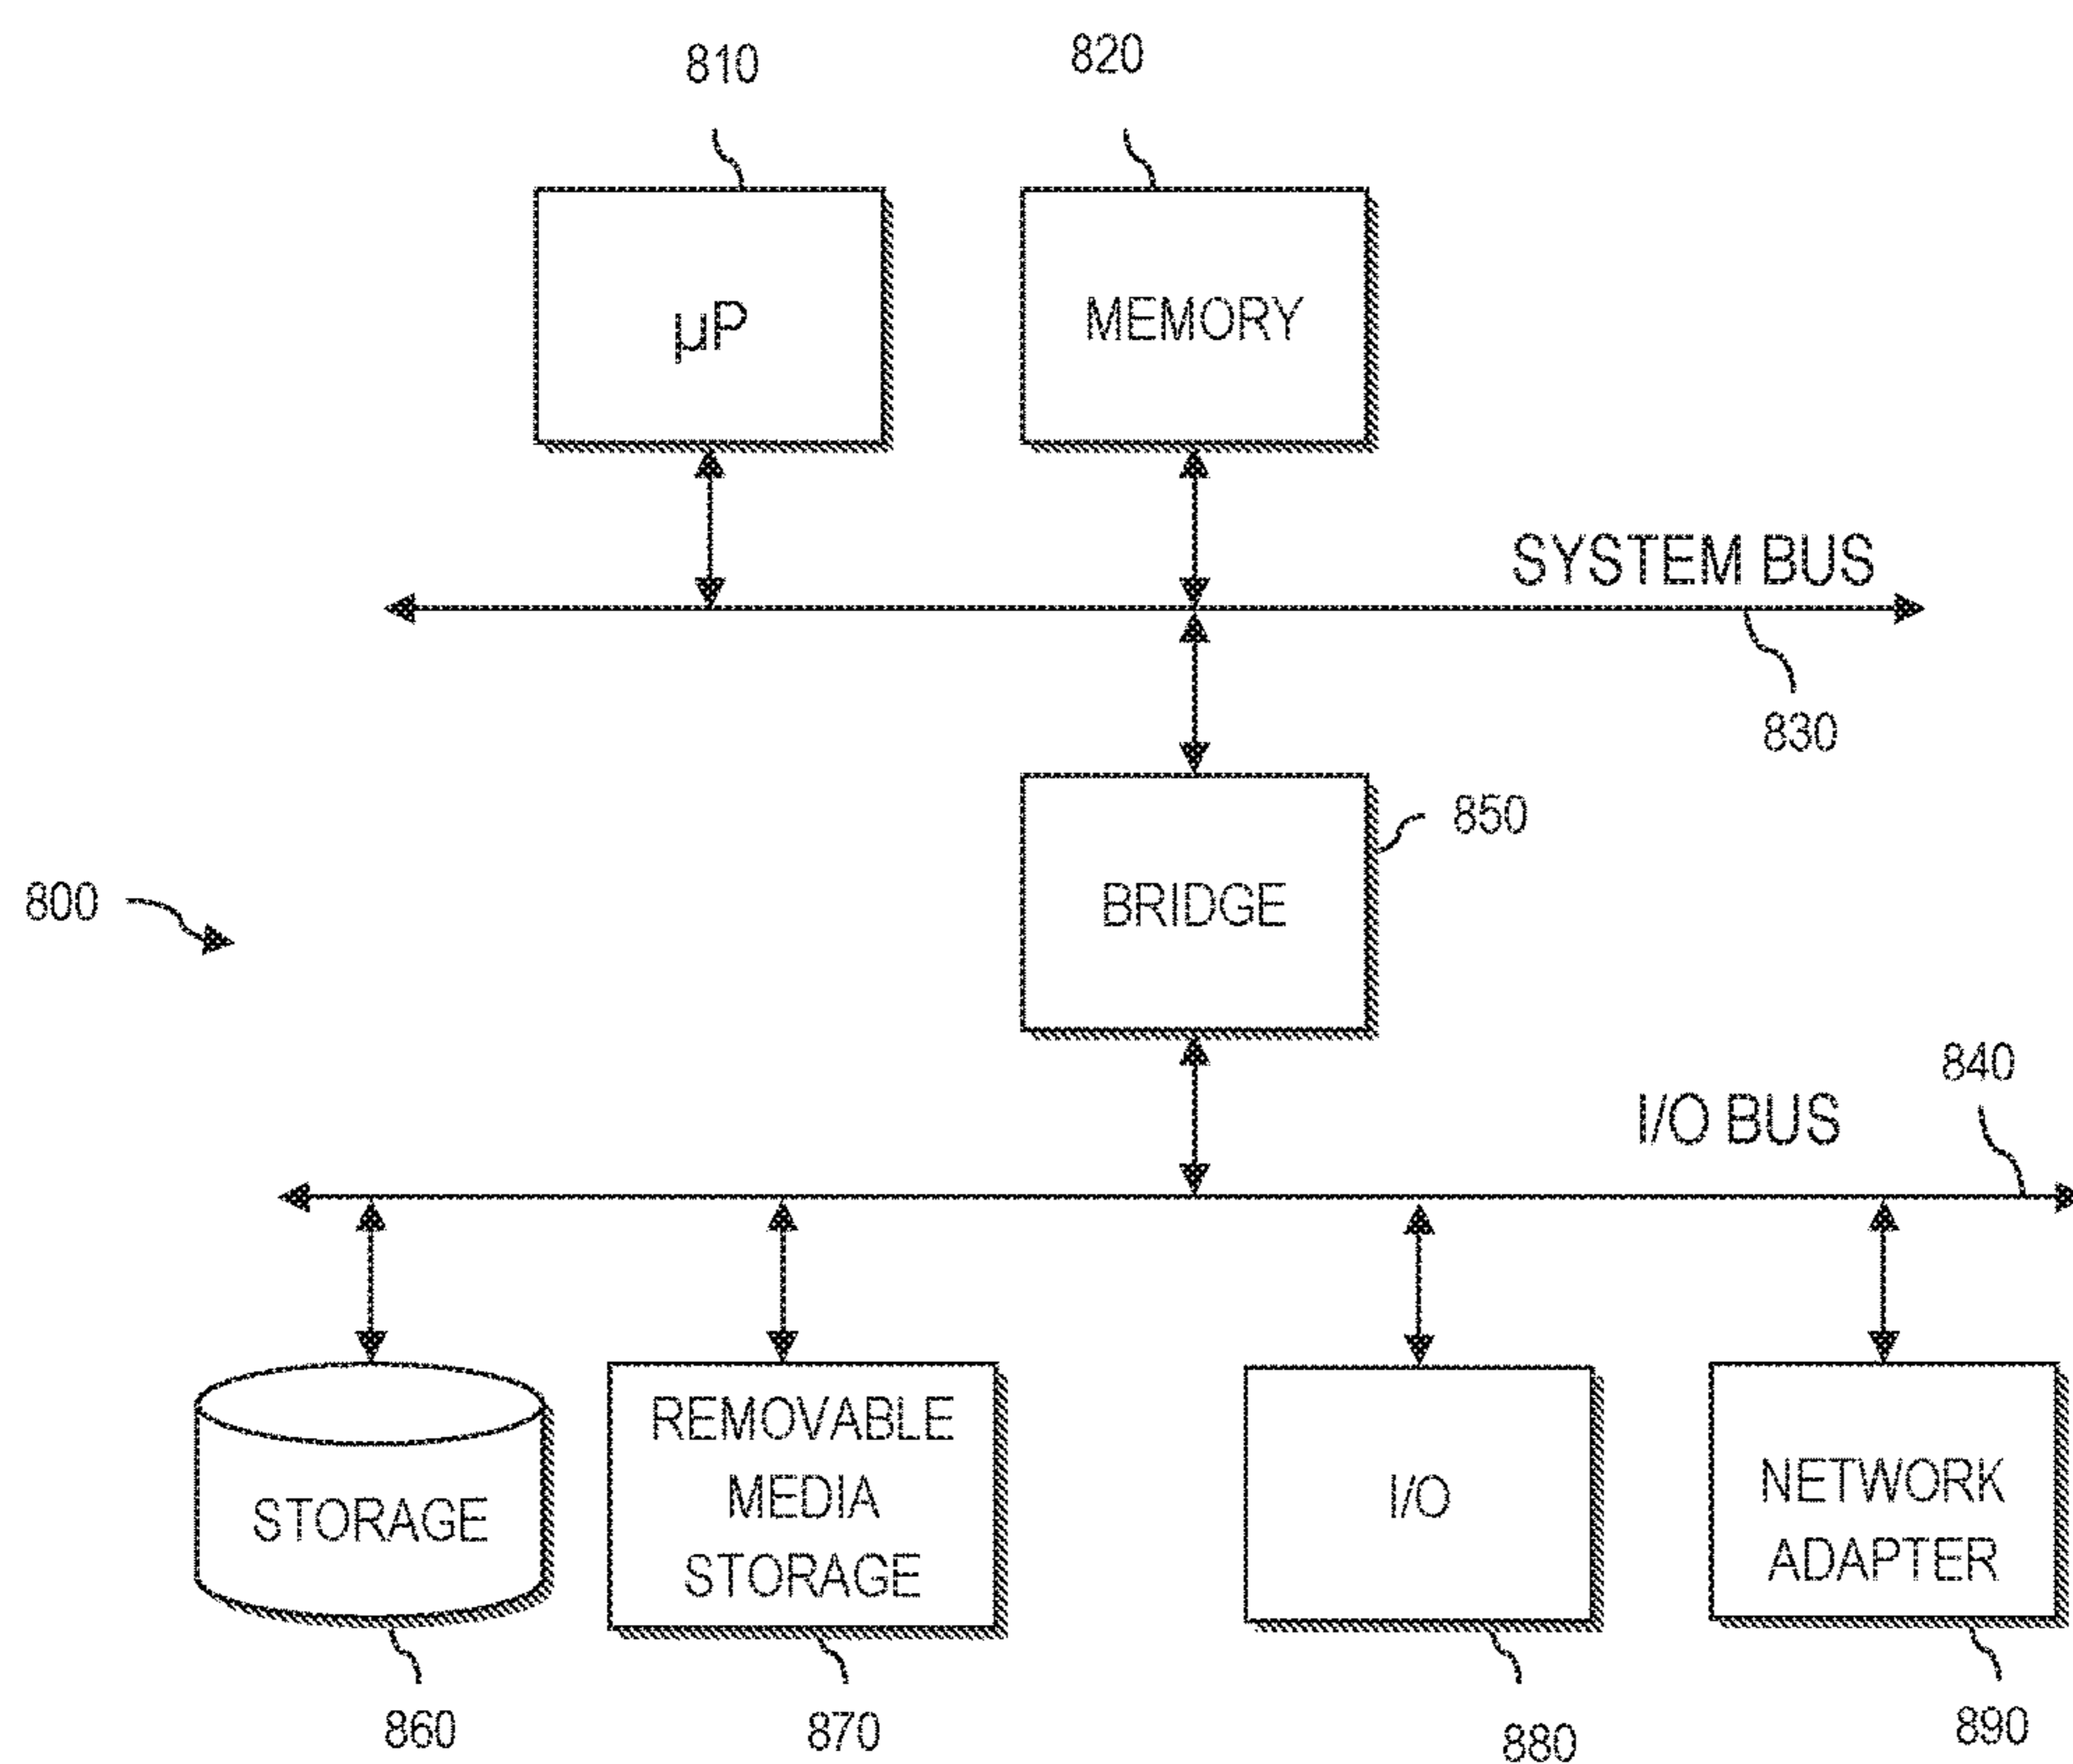 810
820
µP
MEMORY
SYSTEM BUS
830
850
BRIDGE
800
840
I/O BUS
STORAGE
REMOVABLE
MEDIA
STORAGE
I/O
NETWORK
ADAPTER
860
870
880
890